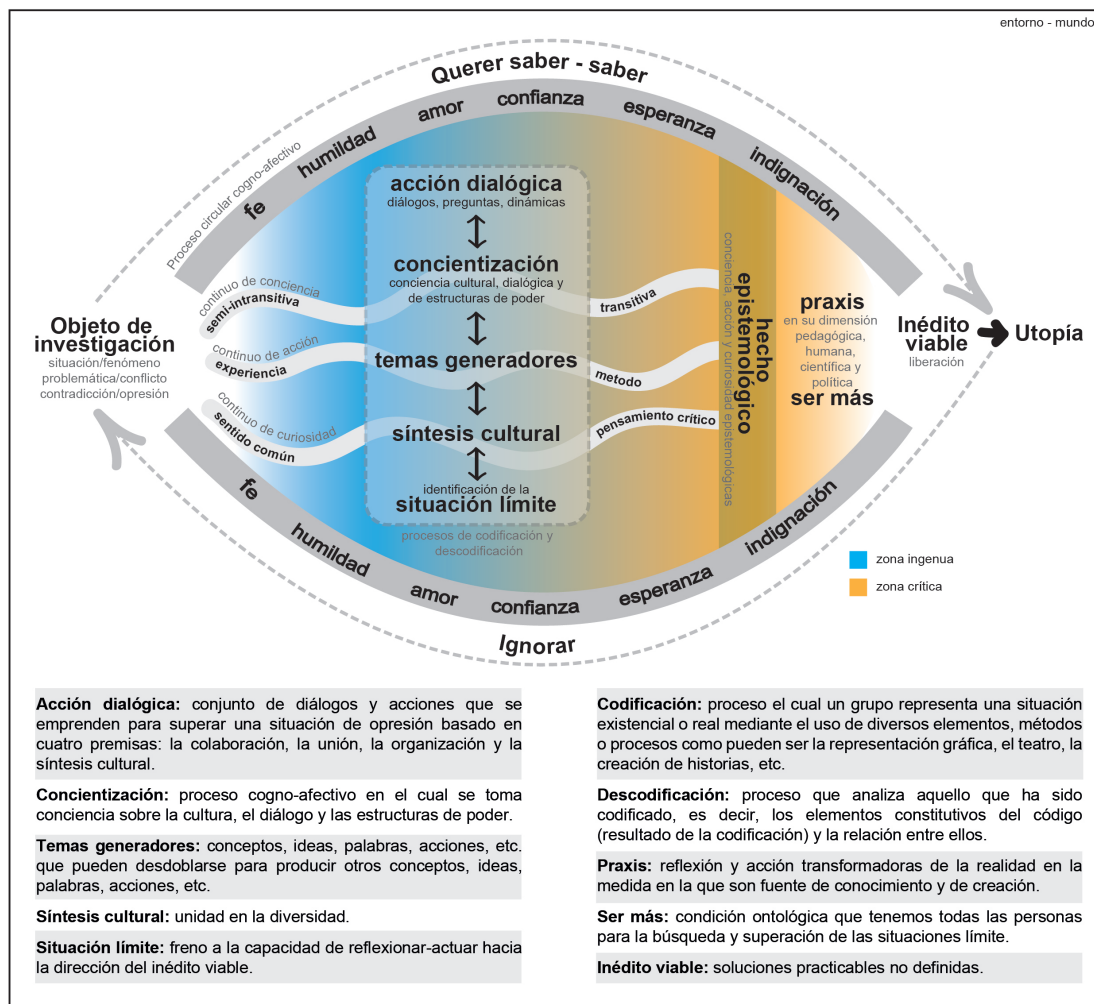 entorno - mundo
Querer saber - saber
Proceso circular cogno-afectivo
fe
humildad
amor
confianza
esperanza
indignación
acción dialógica
diálogos, preguntas, dinámicas
concientización
conciencia cultural, dialógica y
de estructuras de poder
temas generadores
síntesis cultural
identificación de la
situación límite
procesos de codificación y
descodificación
Objeto de
investigación
situación/fenómeno
problemática/conflicto
contradicción/opresión
continuo de conciencia
semi-intransitiva
transitiva
continuo de acción
experiencia
metodo
continuo de curiosidad
sentido común
pensamiento crítico
hecho
epistemológico
conciencia, acción y curiosidad epistemológicas
praxis
en su dimensión
pedagógica,
humana,
científica y
política
ser más
Inédito
viable
liberación
Utopía
fe
humildad
amor
confianza
esperanza
indignación
Ignorar
zona ingenua
zona crítica
Acción dialógica: conjunto de diálogos y acciones que se
emprenden para superar una situación de opresión basado en
cuatro premisas: la colaboración, la unión, la organización y la
síntesis cultural.
Concientización: proceso cogno-afectivo en el cual se toma
conciencia sobre la cultura, el diálogo y las estructuras de poder.
Temas generadores: conceptos, ideas, palabras, acciones, etc.
que pueden desdoblarse para producir otros conceptos, ideas,
palabras, acciones, etc.
Síntesis cultural: unidad en la diversidad.
Situación límite: freno a la capacidad de reflexionar-actuar hacia
la dirección del inédito viable.
Codificación: proceso el cual un grupo representa una situación
existencial o real mediante el uso de diversos elementos, métodos
o procesos como pueden ser la representación gráfica, el teatro, la
creación de historias, etc.
Descodificación: proceso que analiza aquello que ha sido
codificado, es decir, los elementos constitutivos del código
(resultado de la codificación) y la relación entre ellos.
Praxis: reflexión y acción transformadoras de la realidad en la
medida en la que son fuente de conocimiento y de creación.
Ser más: condición ontológica que tenemos todas las personas
para la búsqueda y superación de las situaciones límite.
Inédito viable: soluciones practicables no definidas.